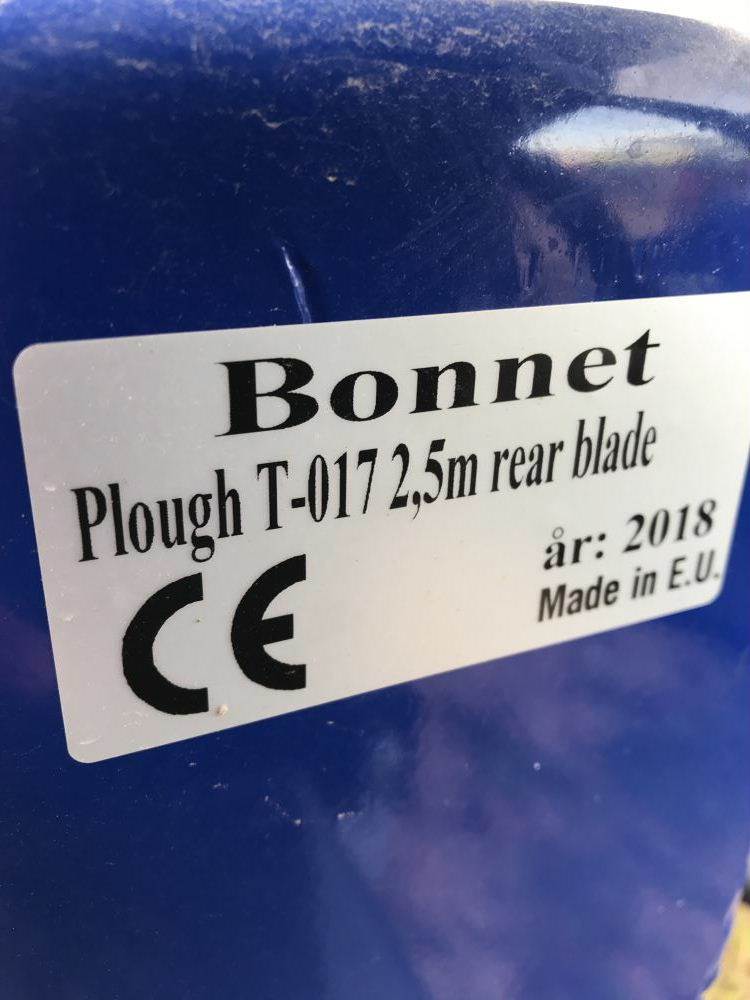 Bonnet
Plough T-017 2,5m rear blade
år: 2018
Made in E.U.
CE